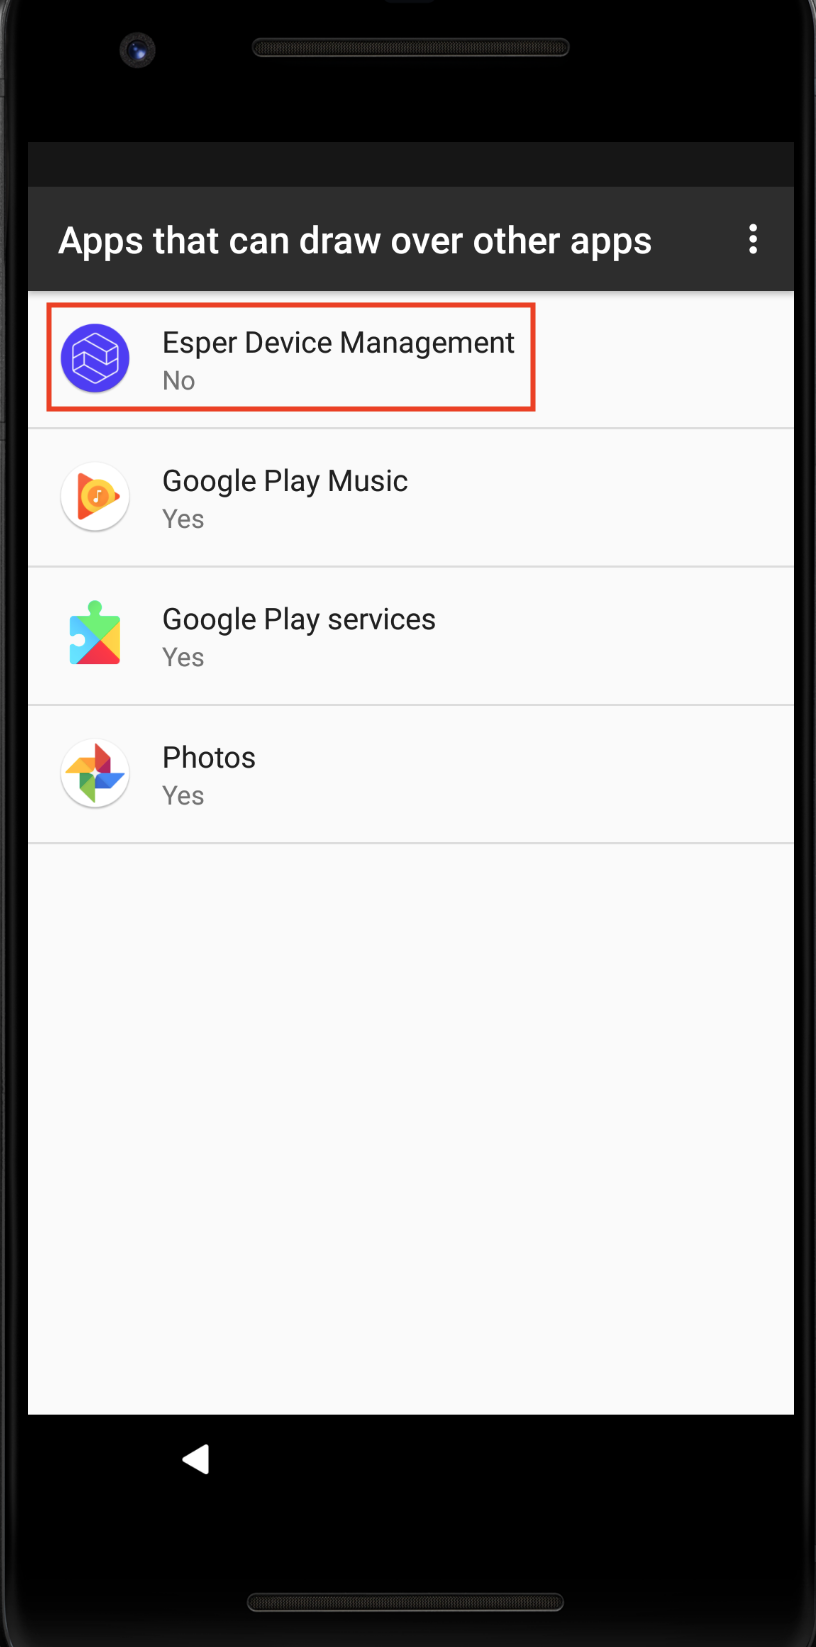 Apps that can draw over other apps
Esper Device Management
No
Google Play Music
Yes
Google Play services
Yes
Photos
Yes